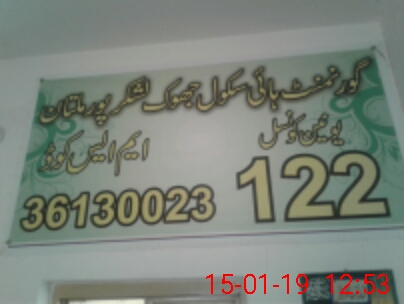 گورنمنٹ ہائی سکول جھوک لشکر پور ملتان
یونین کونسل ایم ایس کوڈ
122 36130023
15-01-19 12:53